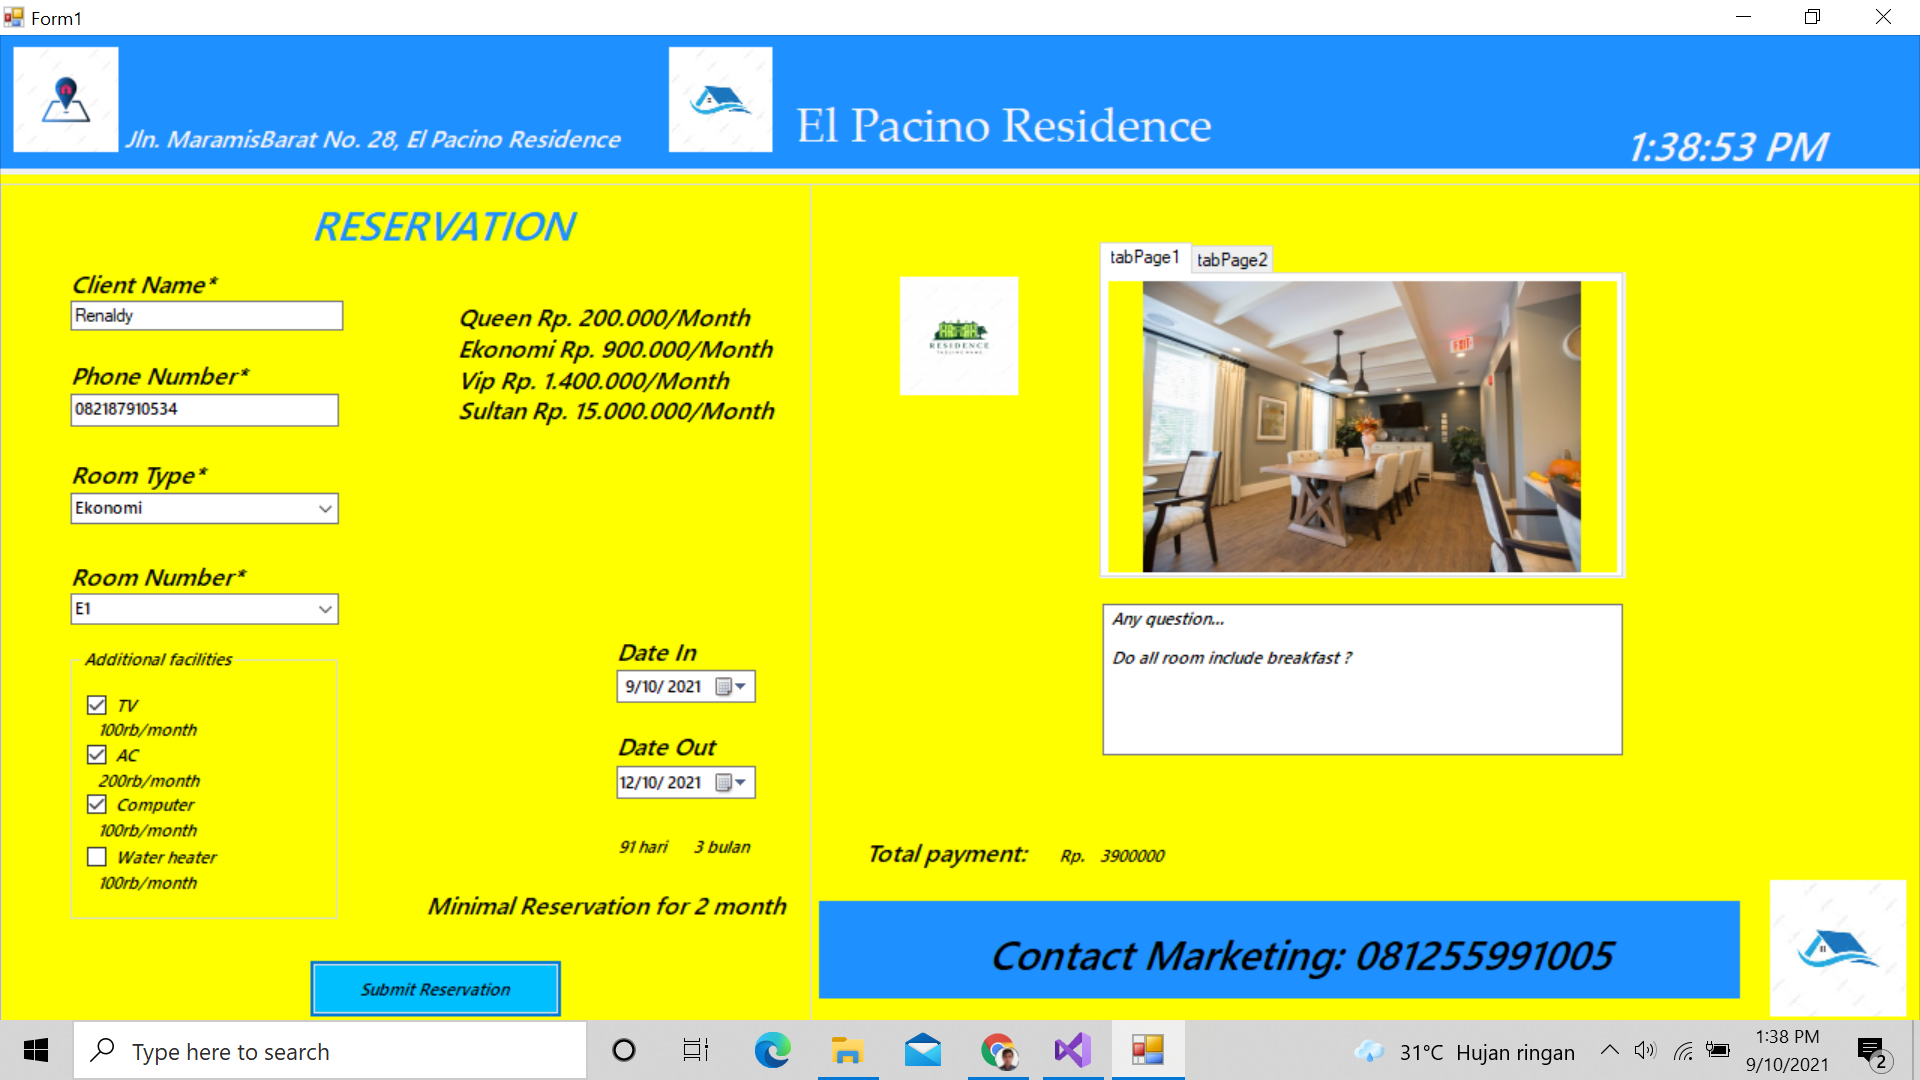 Form1
Jln. MaramisBarat No. 28, El Pacino Residence
El Pacino Residence
1:38:53 PM
RESERVATION
Client Name*
Renaldy
Phone Number*
082187910534
Room Type*
Ekonomi
Room Number*
E1
Queen Rp. 200.000/Month
Ekonomi Rp. 900.000/Month
Vip Rp. 1.400.000/Month
Sultan Rp. 15.000.000/Month
Additional facilities
TV
100rb/month
AC
200rb/month
Computer
100rb/month
Water heater
100rb/month
Date In
9/10/ 2021
Date Out
12/10/ 2021
91 hari 3 bulan
Minimal Reservation for 2 month
Submit Reservation
RESIDENCE
tabPage1 tabPage2
EXIT
Any question...
Do all room include breakfast ?
Total payment: Rp. 3900000
Contact Marketing: 081255991005
Type here to search
31°C Hujan ringan
1:38 PM
9/10/2021
2